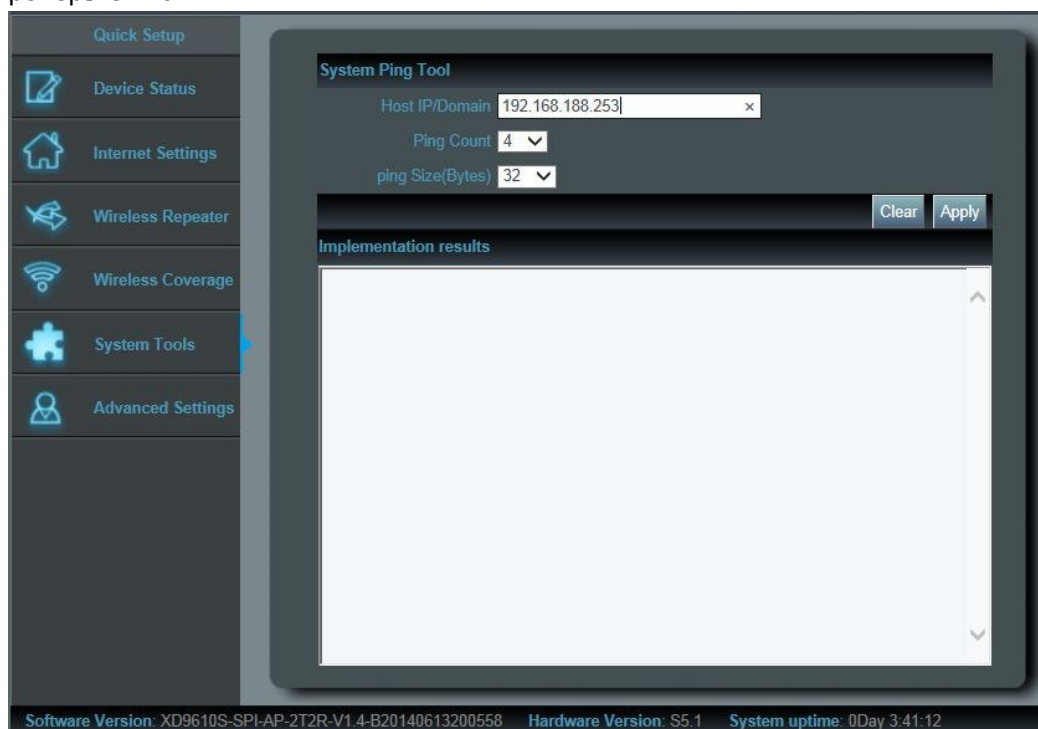 Quick Setup
Device Status
Internet Settings
Wireless Repeater
Wireless Coverage
System Tools
Advanced Settings
System Ping Tool
Host IP/Domain 192.168.188.253 ×
Ping Count 4
ping Size(Bytes) 32
Clear Apply
Implementation results
Software Version: XD9610S-SPI-AP-2T2R-V1.4-B20140613200558 Hardware Version: S5.1 System uptime: 0Day 3:41:12